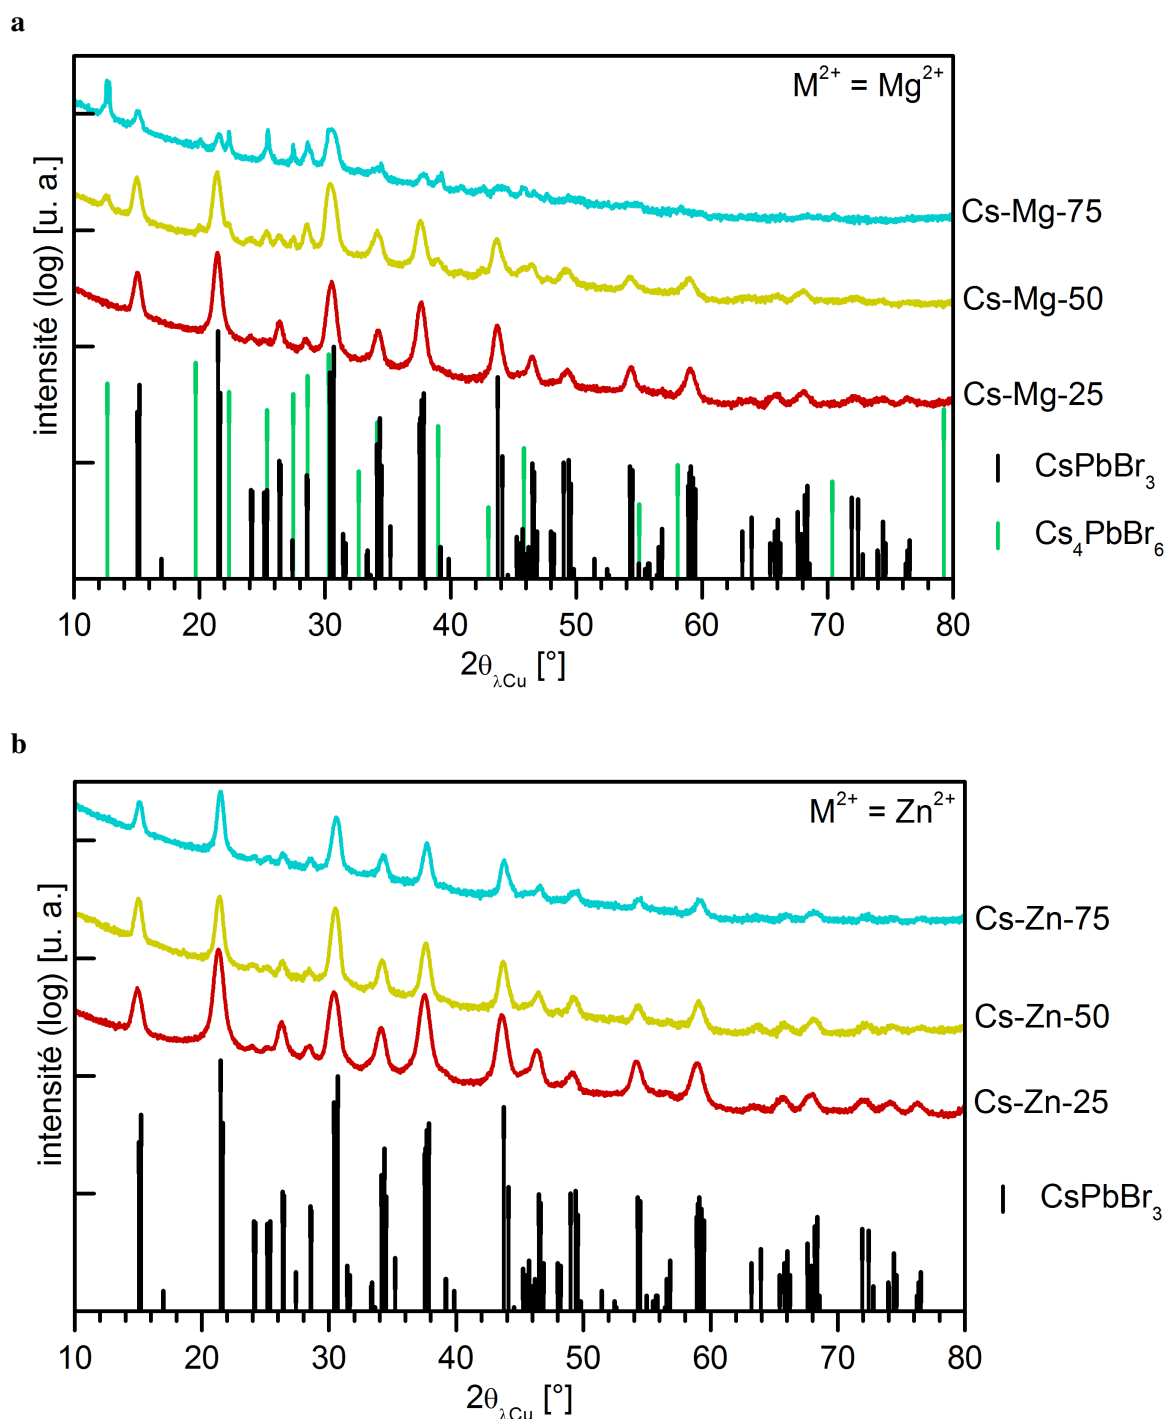 a
M²⁺ = Mg²⁺
intensité (log) [u. a.]
Cs-Mg-75
Cs-Mg-50
Cs-Mg-25
CsPbBr₃
Cs₄PbBr₆
10 20 30 40 50 60 70 80
2θλCu [°]
b
M²⁺ = Zn²⁺
intensité (log) [u. a.]
Cs-Zn-75
Cs-Zn-50
Cs-Zn-25
CsPbBr₃
10 20 30 40 50 60 70 80
2θλCu [°]